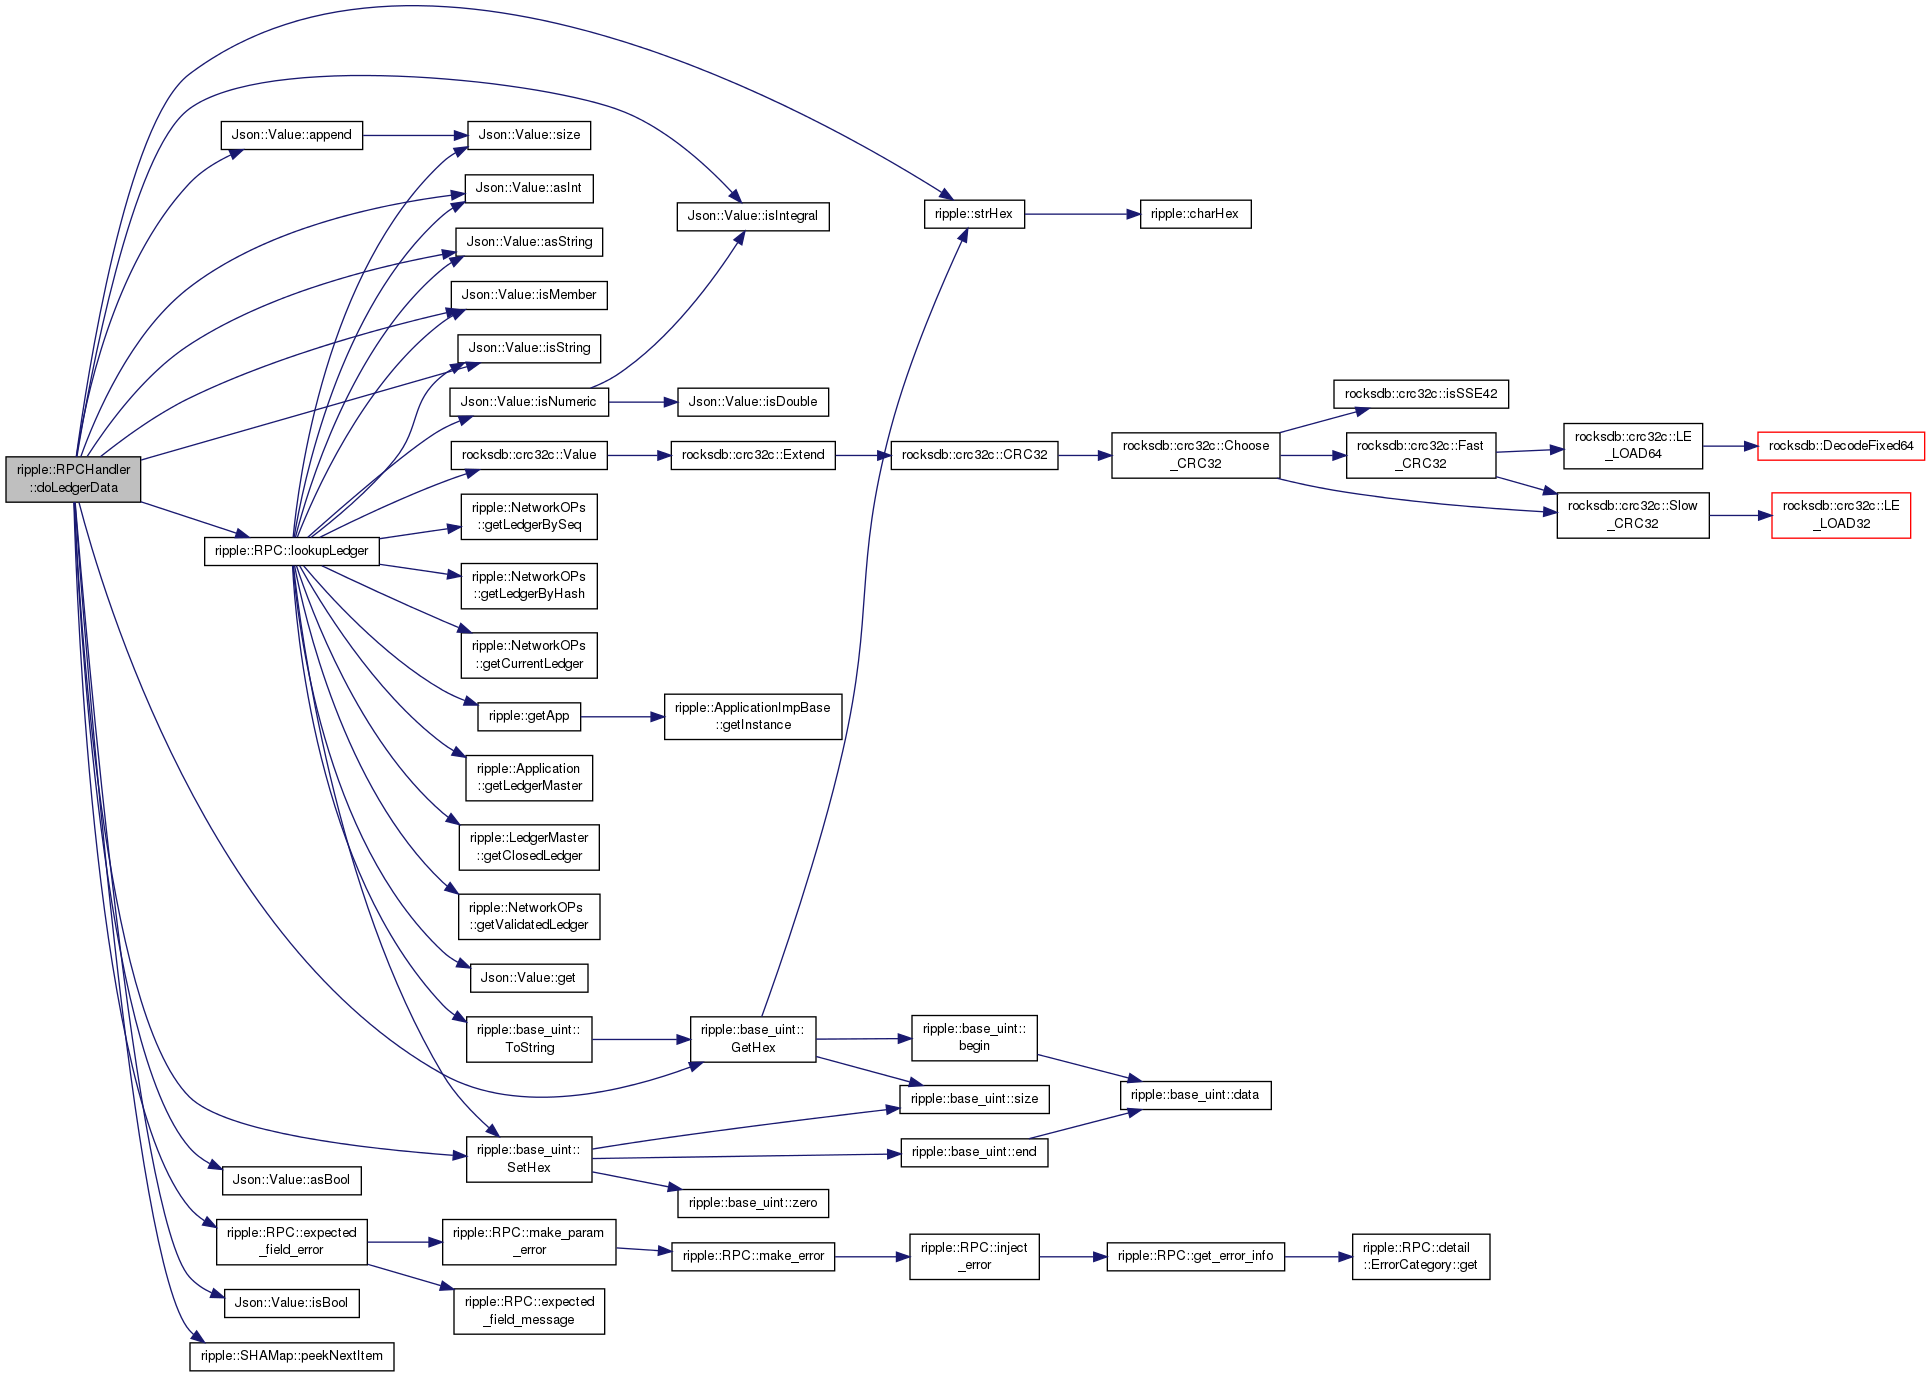 ripple::RPCHandler
::doLedgerData
Json::Value::append
Json::Value::size
Json::Value::asInt
Json::Value::asString
Json::Value::isMember
Json::Value::isString
Json::Value::isNumeric
Json::Value::isIntegral
Json::Value::isDouble
ripple::strHex
ripple::charHex
ripple::RPC::lookupLedger
rocksdb::crc32c::Value
rocksdb::crc32c::Extend
rocksdb::crc32c::CRC32
rocksdb::crc32c::Choose
_CRC32
rocksdb::crc32c::isSSE42
rocksdb::crc32c::Fast
_CRC32
rocksdb::crc32c::LE
_LOAD64
rocksdb::DecodeFixed64
rocksdb::crc32c::Slow
_CRC32
rocksdb::crc32c::LE
_LOAD32
ripple::NetworkOPs
::getLedgerBySeq
ripple::NetworkOPs
::getLedgerByHash
ripple::NetworkOPs
::getCurrentLedger
ripple::getApp
ripple::ApplicationImpBase
::getInstance
ripple::Application
::getLedgerMaster
ripple::LedgerMaster
::getClosedLedger
ripple::NetworkOPs
::getValidatedLedger
Json::Value::get
ripple::base_uint::
ToString
ripple::base_uint::
GetHex
ripple::base_uint::
begin
ripple::base_uint::size
ripple::base_uint::data
ripple::base_uint::
SetHex
ripple::base_uint::end
ripple::base_uint::zero
Json::Value::asBool
ripple::RPC::expected
_field_error
ripple::RPC::make_param
_error
ripple::RPC::make_error
ripple::RPC::inject
_error
ripple::RPC::get_error_info
ripple::RPC::detail
::ErrorCategory::get
ripple::RPC::expected
_field_message
Json::Value::isBool
ripple::SHAMap::peekNextItem